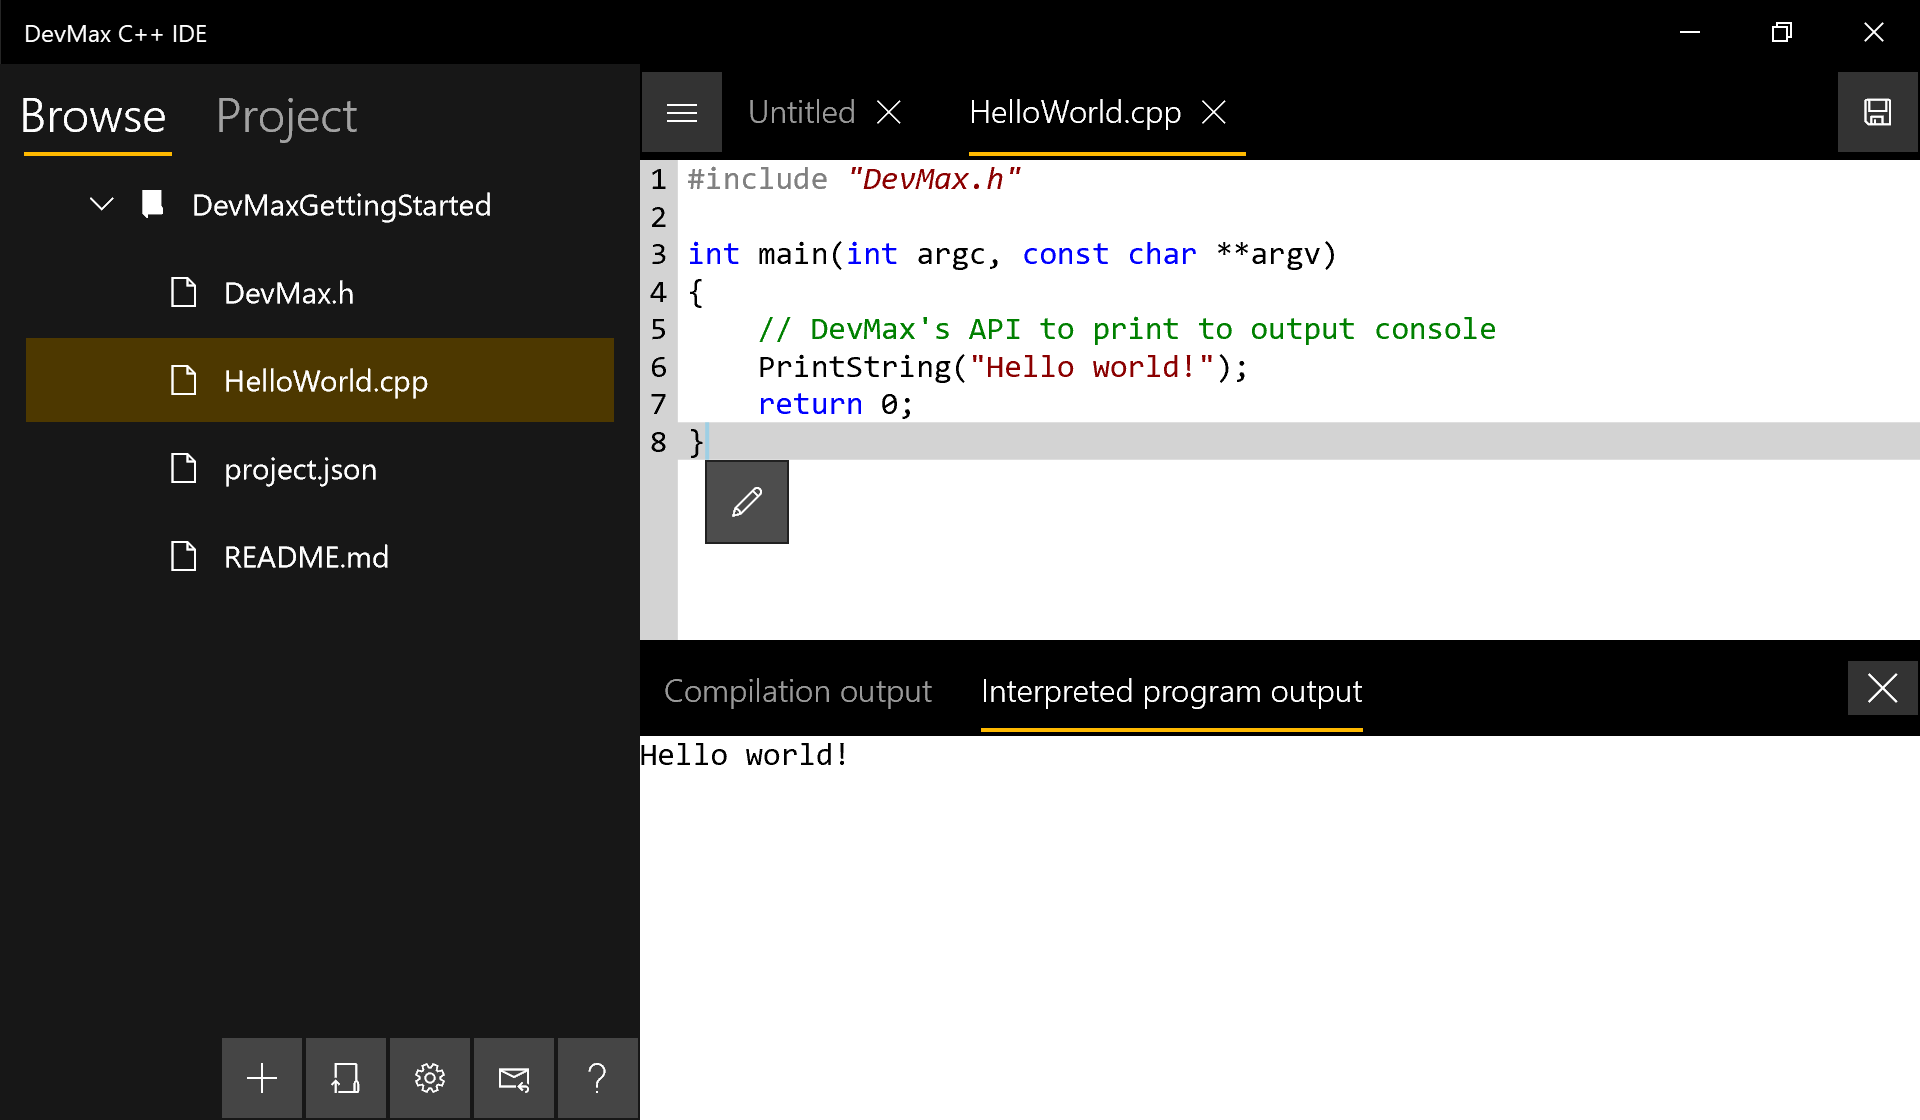 DevMax C++ IDE
Browse Project
DevMaxGettingStarted
DevMax.h
HelloWorld.cpp
project.json
README.md
Untitled HelloWorld.cpp
1 #include "DevMax.h"
2
3 int main(int argc, const char **argv)
4 {
5     // DevMax's API to print to output console
6     PrintString("Hello world!");
7     return 0;
8 }
Compilation output Interpreted program output
Hello world!